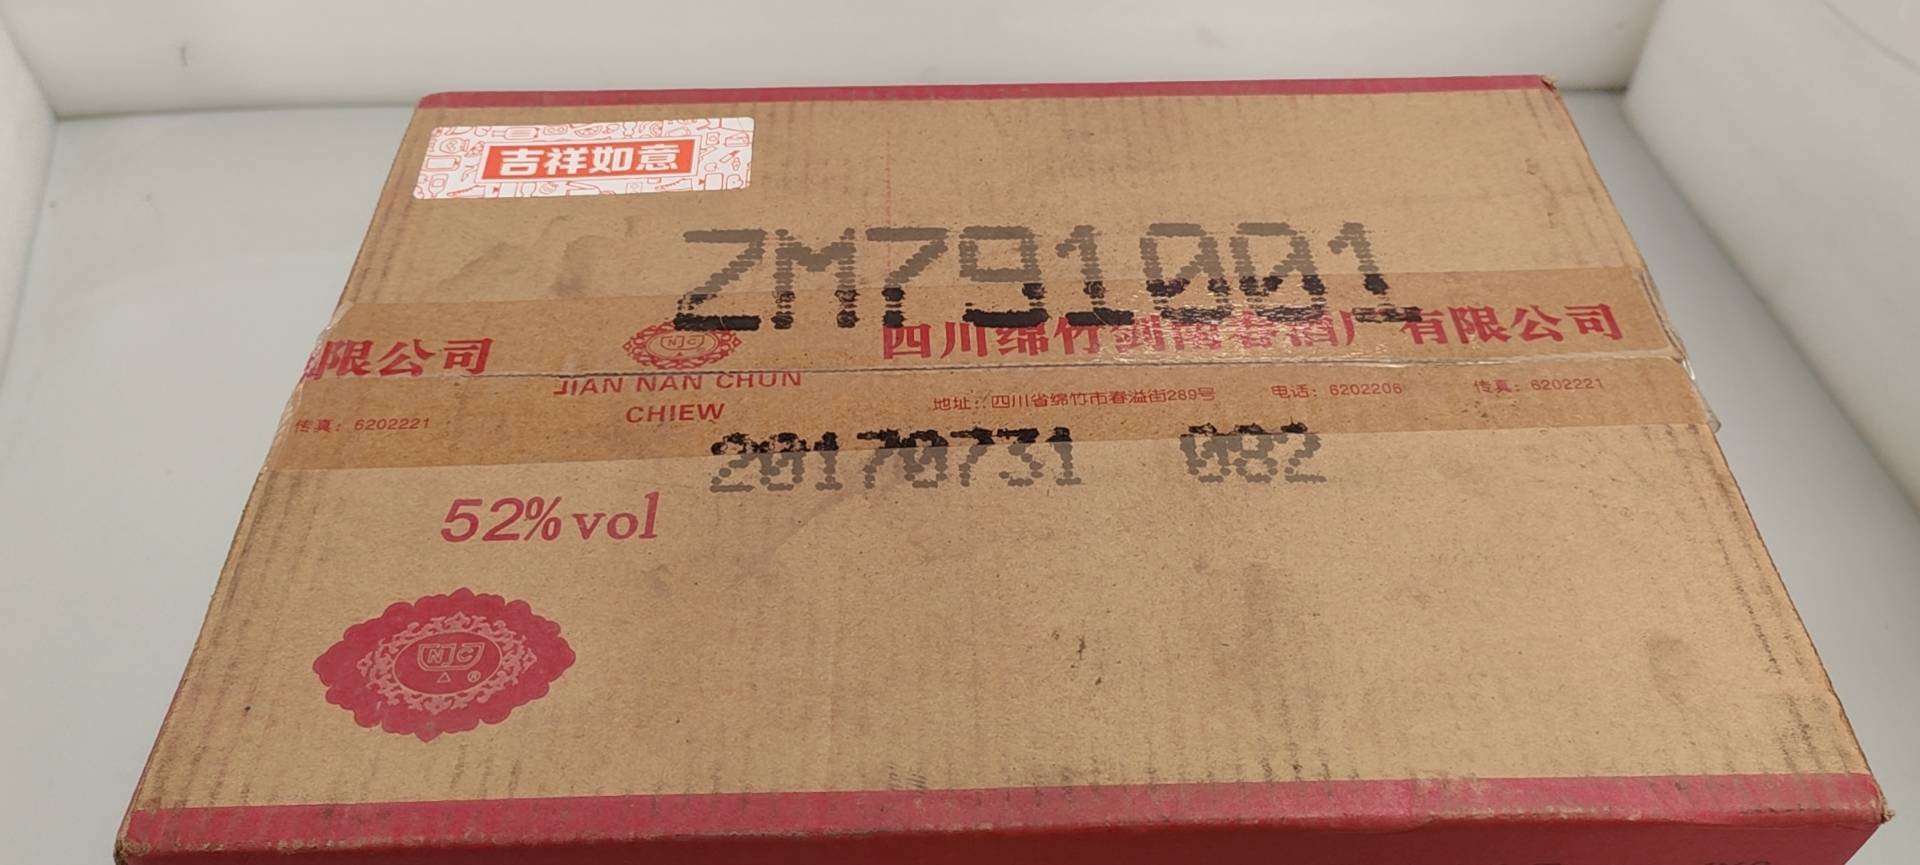 吉祥如意
ZM791001
限公司
四川绵竹剑南春酒厂有限公司
NC
JIAN NAN CHUN
CHIEW
地址：四川省绵竹市春溢街289号 电话：6202206 传真：6202221
传真：6202221
20170731 082
52%vol
NC
®